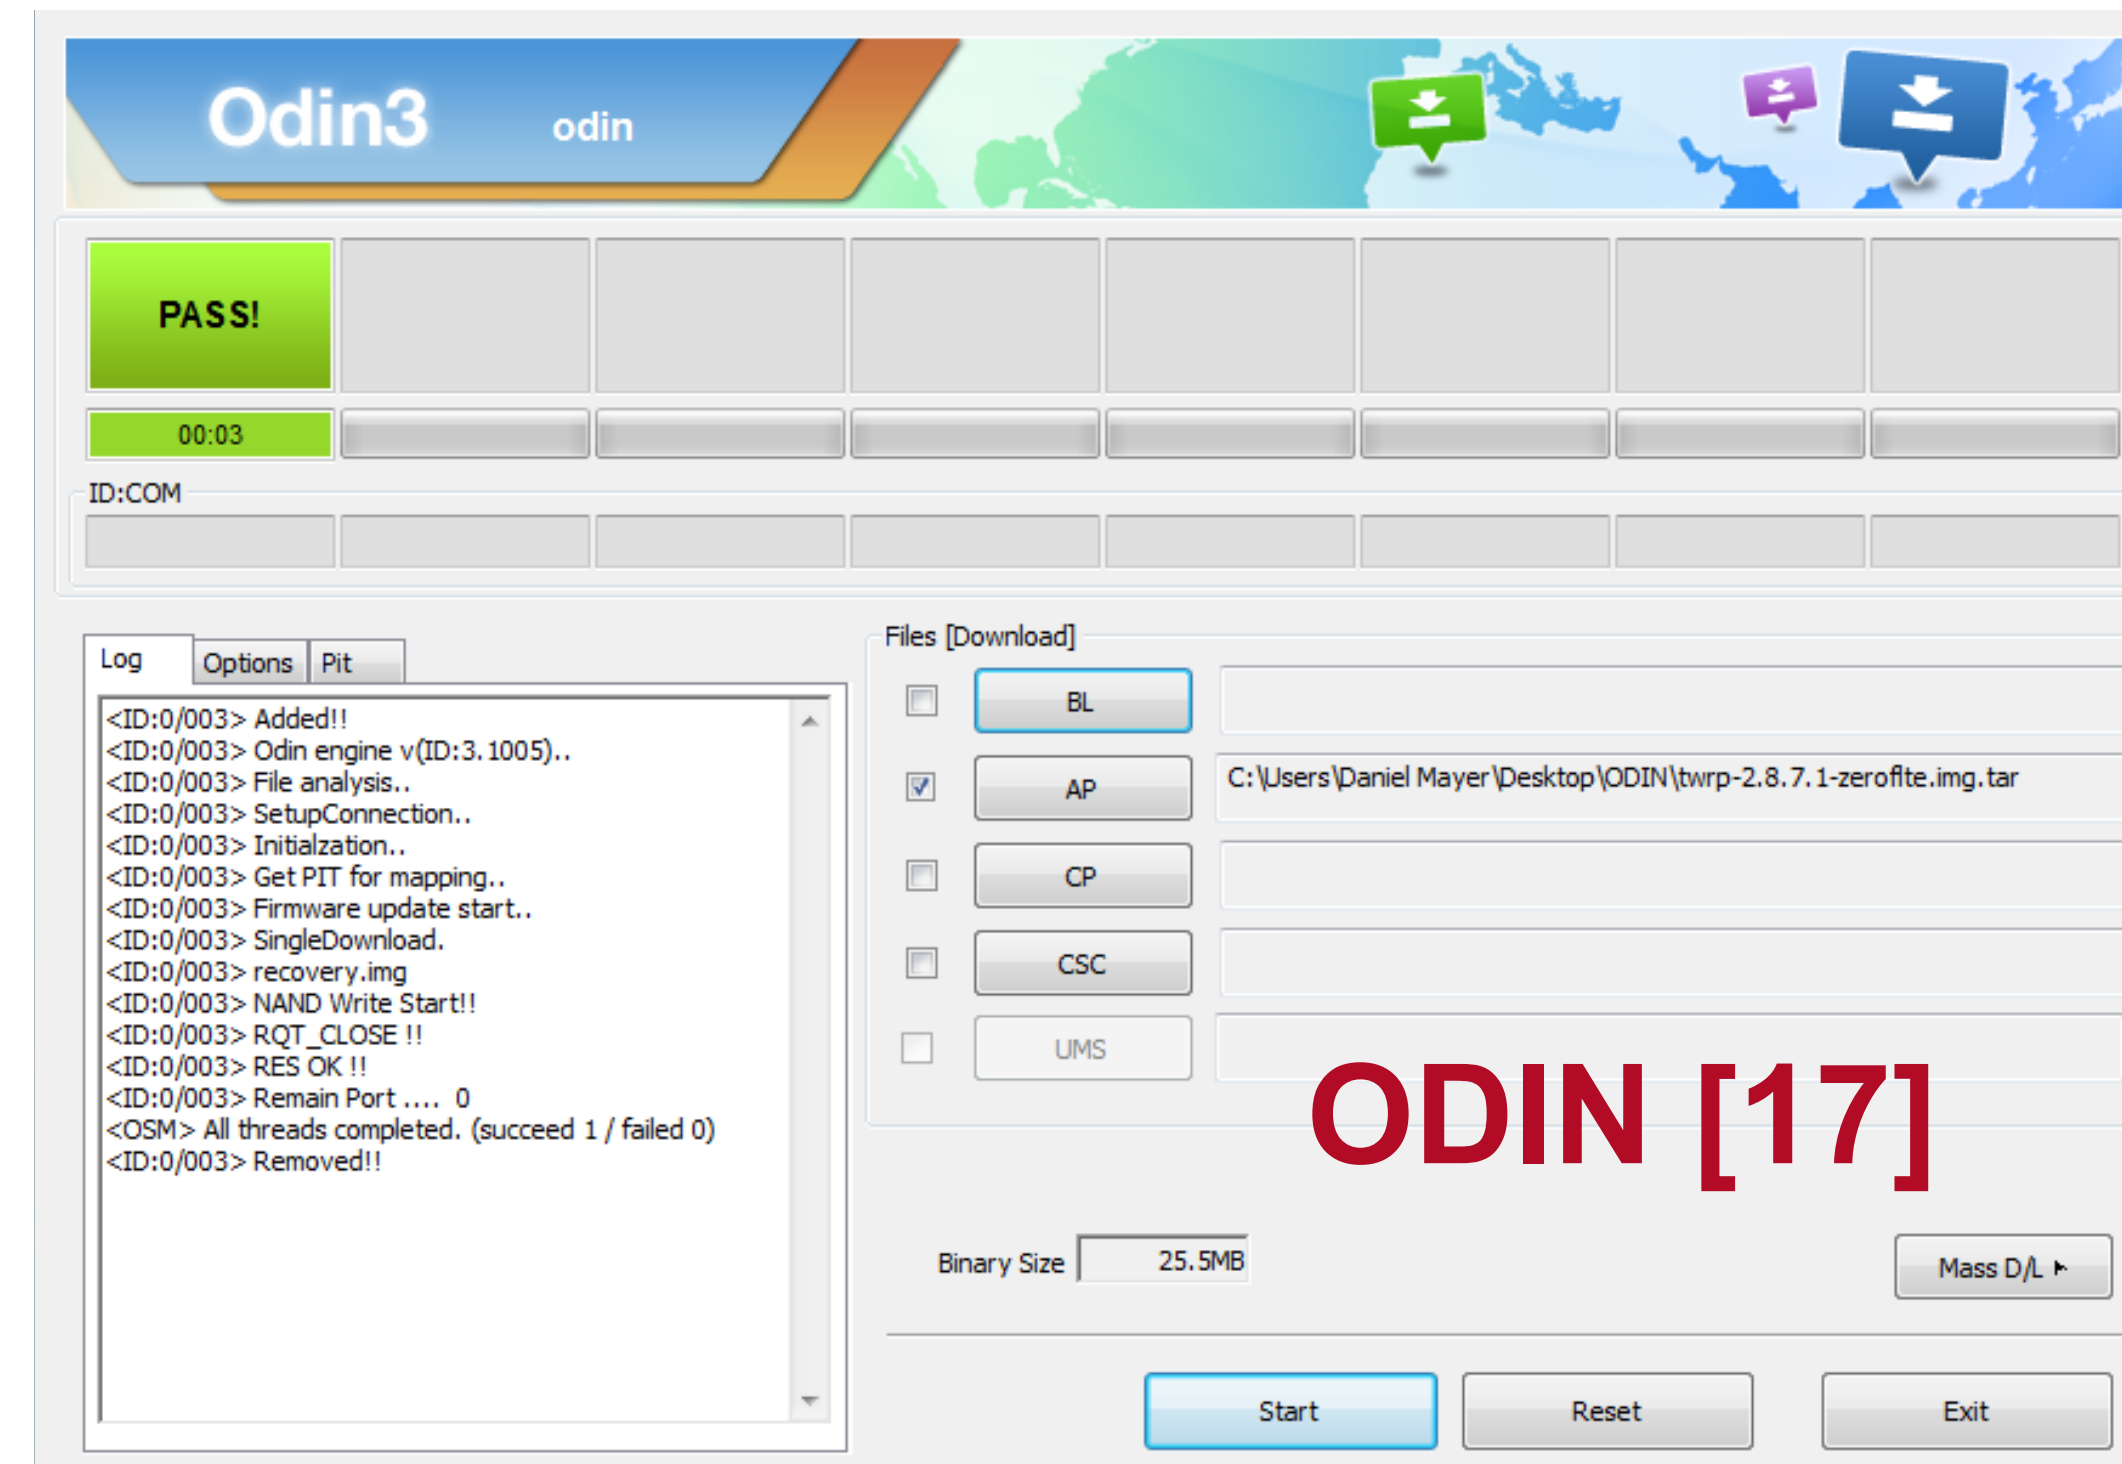 Odin3 odin
PASS!
00:03
ID:COM
Log Options Pit
<ID:0/003> Added!!
<ID:0/003> Odin engine v(ID:3.1005)..
<ID:0/003> File analysis..
<ID:0/003> SetupConnection..
<ID:0/003> Initialzation..
<ID:0/003> Get PIT for mapping..
<ID:0/003> Firmware update start..
<ID:0/003> SingleDownload.
<ID:0/003> recovery.img
<ID:0/003> NAND Write Start!!
<ID:0/003> RQT_CLOSE !!
<ID:0/003> RES OK !!
<ID:0/003> Remain Port .... 0
<OSM> All threads completed. (succeed 1 / failed 0)
<ID:0/003> Removed!!
Files [Download]
BL
AP C:\Users\Daniel Mayer\Desktop\ODIN\twrp-2.8.7.1-zeroflte.img.tar
CP
CSC
UMS
ODIN [17]
Binary Size 25.5MB
Mass D/L
Start Reset Exit